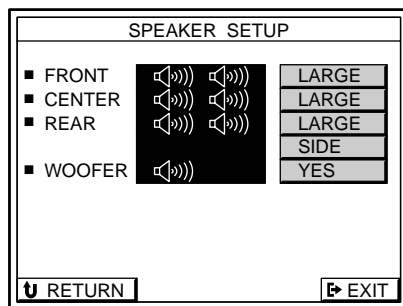 SPEAKER SETUP
FRONT LARGE
CENTER LARGE
REAR LARGE
SIDE
WOOFER YES
RETURN EXIT